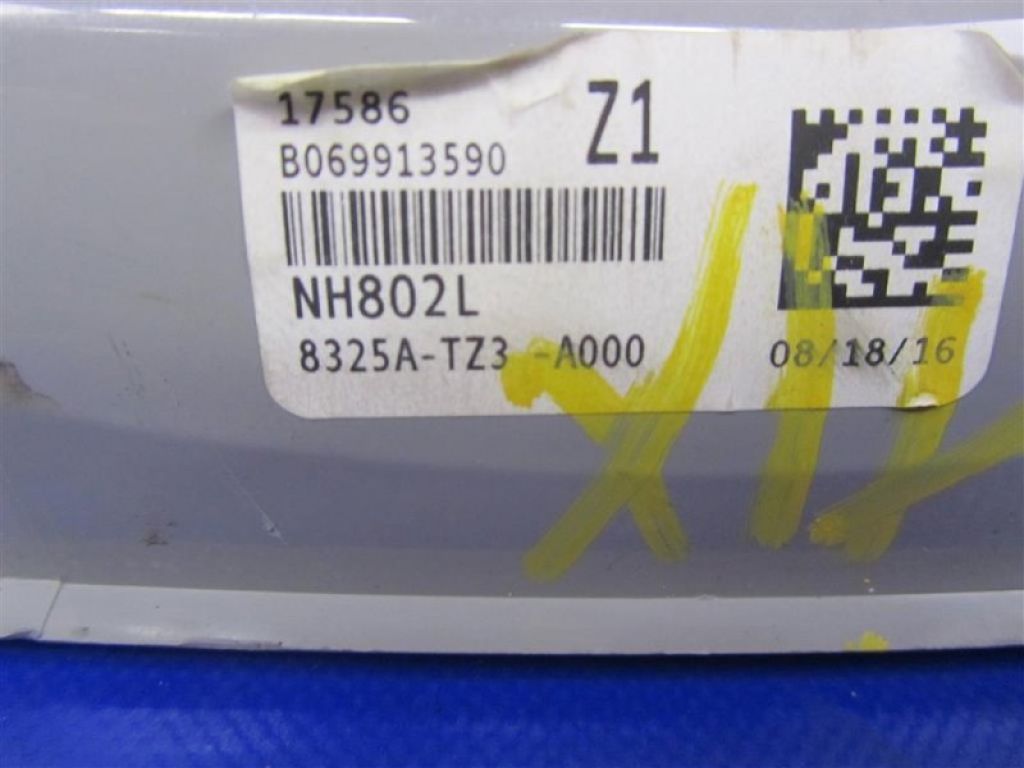 17586
Z1
B069913590
NH802L
8325A-TZ3 -A000
08/18/16